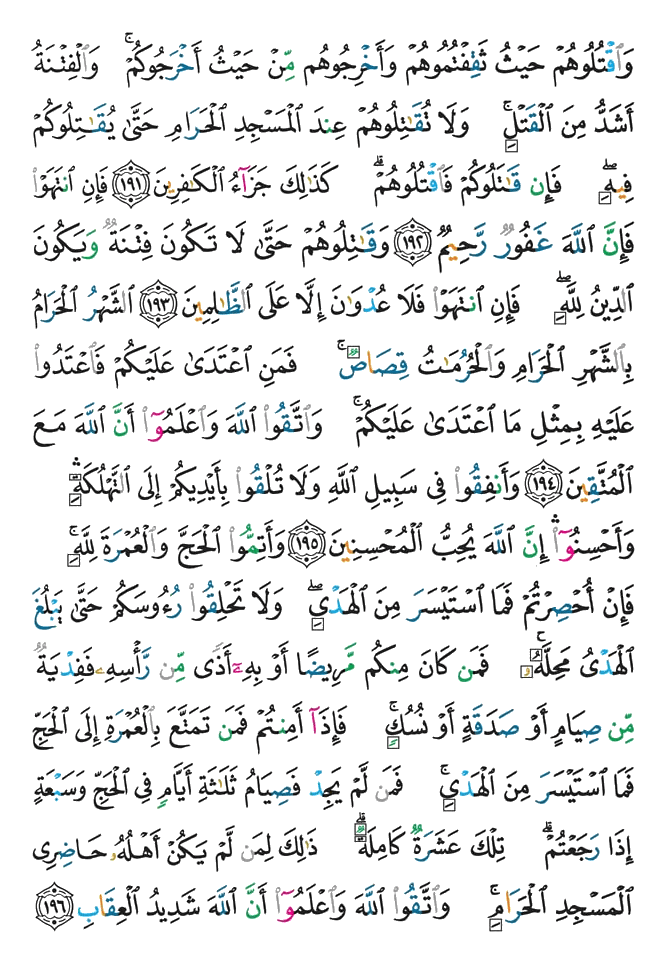 وَٱقْتُلُوهُمْ حَيْثُ ثَقِفْتُمُوهُمْ وَأَخْرِجُوهُم مِّنْ حَيْثُ أَخْرَجُوكُمْ ۚ وَٱلْفِتْنَةُ
أَشَدُّ مِنَ ٱلْقَتْلِ ۚ وَلَا تُقَـٰتِلُوهُمْ عِندَ ٱلْمَسْجِدِ ٱلْحَرَامِ حَتَّىٰ يُقَـٰتِلُوكُمْ
فِيهِ ۖ فَإِن قَـٰتَلُوكُمْ فَٱقْتُلُوهُمْ ۗ كَذَٰلِكَ جَزَآءُ ٱلْكَـٰفِرِينَ ﴿١٩١﴾ فَإِنِ ٱنتَهَوْا۟
فَإِنَّ ٱللَّهَ غَفُورٌ رَّحِيمٌ ﴿١٩٢﴾ وَقَـٰتِلُوهُمْ حَتَّىٰ لَا تَكُونَ فِتْنَةٌ وَيَكُونَ
ٱلدِّينُ لِلَّهِ ۖ فَإِنِ ٱنتَهَوْا۟ فَلَا عُدْوَٰنَ إِلَّا عَلَى ٱلظَّـٰلِمِينَ ﴿١٩٣﴾ ٱلشَّهْرُ ٱلْحَرَامُ
بِٱلشَّهْرِ ٱلْحَرَامِ وَٱلْحُرُمَـٰتُ قِصَاصٌ ۚ فَمَنِ ٱعْتَدَىٰ عَلَيْكُمْ فَٱعْتَدُوا۟
عَلَيْهِ بِمِثْلِ مَا ٱعْتَدَىٰ عَلَيْكُمْ ۚ وَٱتَّقُوا۟ ٱللَّهَ وَٱعْلَمُوٓا۟ أَنَّ ٱللَّهَ مَعَ
ٱلْمُتَّقِينَ ﴿١٩٤﴾ وَأَنفِقُوا۟ فِى سَبِيلِ ٱللَّهِ وَلَا تُلْقُوا۟ بِأَيْدِيكُمْ إِلَى ٱلتَّهْلُكَةِ ۛ
وَأَحْسِنُوٓا۟ ۛ إِنَّ ٱللَّهَ يُحِبُّ ٱلْمُحْسِنِينَ ﴿١٩٥﴾ وَأَتِمُّوا۟ ٱلْحَجَّ وَٱلْعُمْرَةَ لِلَّهِ ۚ
فَإِنْ أُحْصِرْتُمْ فَمَا ٱسْتَيْسَرَ مِنَ ٱلْهَدْىِ ۖ وَلَا تَحْلِقُوا۟ رُءُوسَكُمْ حَتَّىٰ يَبْلُغَ
ٱلْهَدْىُ مَحِلَّهُۥ ۚ فَمَن كَانَ مِنكُم مَّرِيضًا أَوْ بِهِۦٓ أَذًى مِّن رَّأْسِهِۦ فَفِدْيَةٌ
مِّن صِيَامٍ أَوْ صَدَقَةٍ أَوْ نُسُكٍ ۚ فَإِذَآ أَمِنتُمْ فَمَن تَمَتَّعَ بِٱلْعُمْرَةِ إِلَى ٱلْحَجِّ
فَمَا ٱسْتَيْسَرَ مِنَ ٱلْهَدْىِ ۚ فَمَن لَّمْ يَجِدْ فَصِيَامُ ثَلَـٰثَةِ أَيَّامٍ فِى ٱلْحَجِّ وَسَبْعَةٍ
إِذَا رَجَعْتُمْ ۗ تِلْكَ عَشَرَةٌ كَامِلَةٌ ۗ ذَٰلِكَ لِمَن لَّمْ يَكُنْ أَهْلُهُۥ حَاضِرِى
ٱلْمَسْجِدِ ٱلْحَرَامِ ۚ وَٱتَّقُوا۟ ٱللَّهَ وَٱعْلَمُوٓا۟ أَنَّ ٱللَّهَ شَدِيدُ ٱلْعِقَابِ ﴿١٩٦﴾